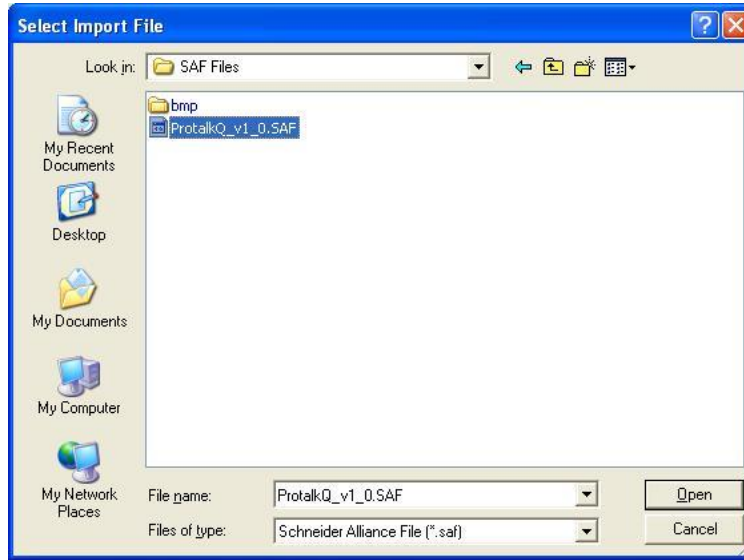 Select Import File
Look in: SAF Files
bmp
ProtalkQ_v1_0.SAF
My Recent
Documents
Desktop
My Documents
My Computer
My Network
Places
File name: ProtalkQ_v1_0.SAF Open
Files of type: Schneider Alliance File (*.saf) Cancel